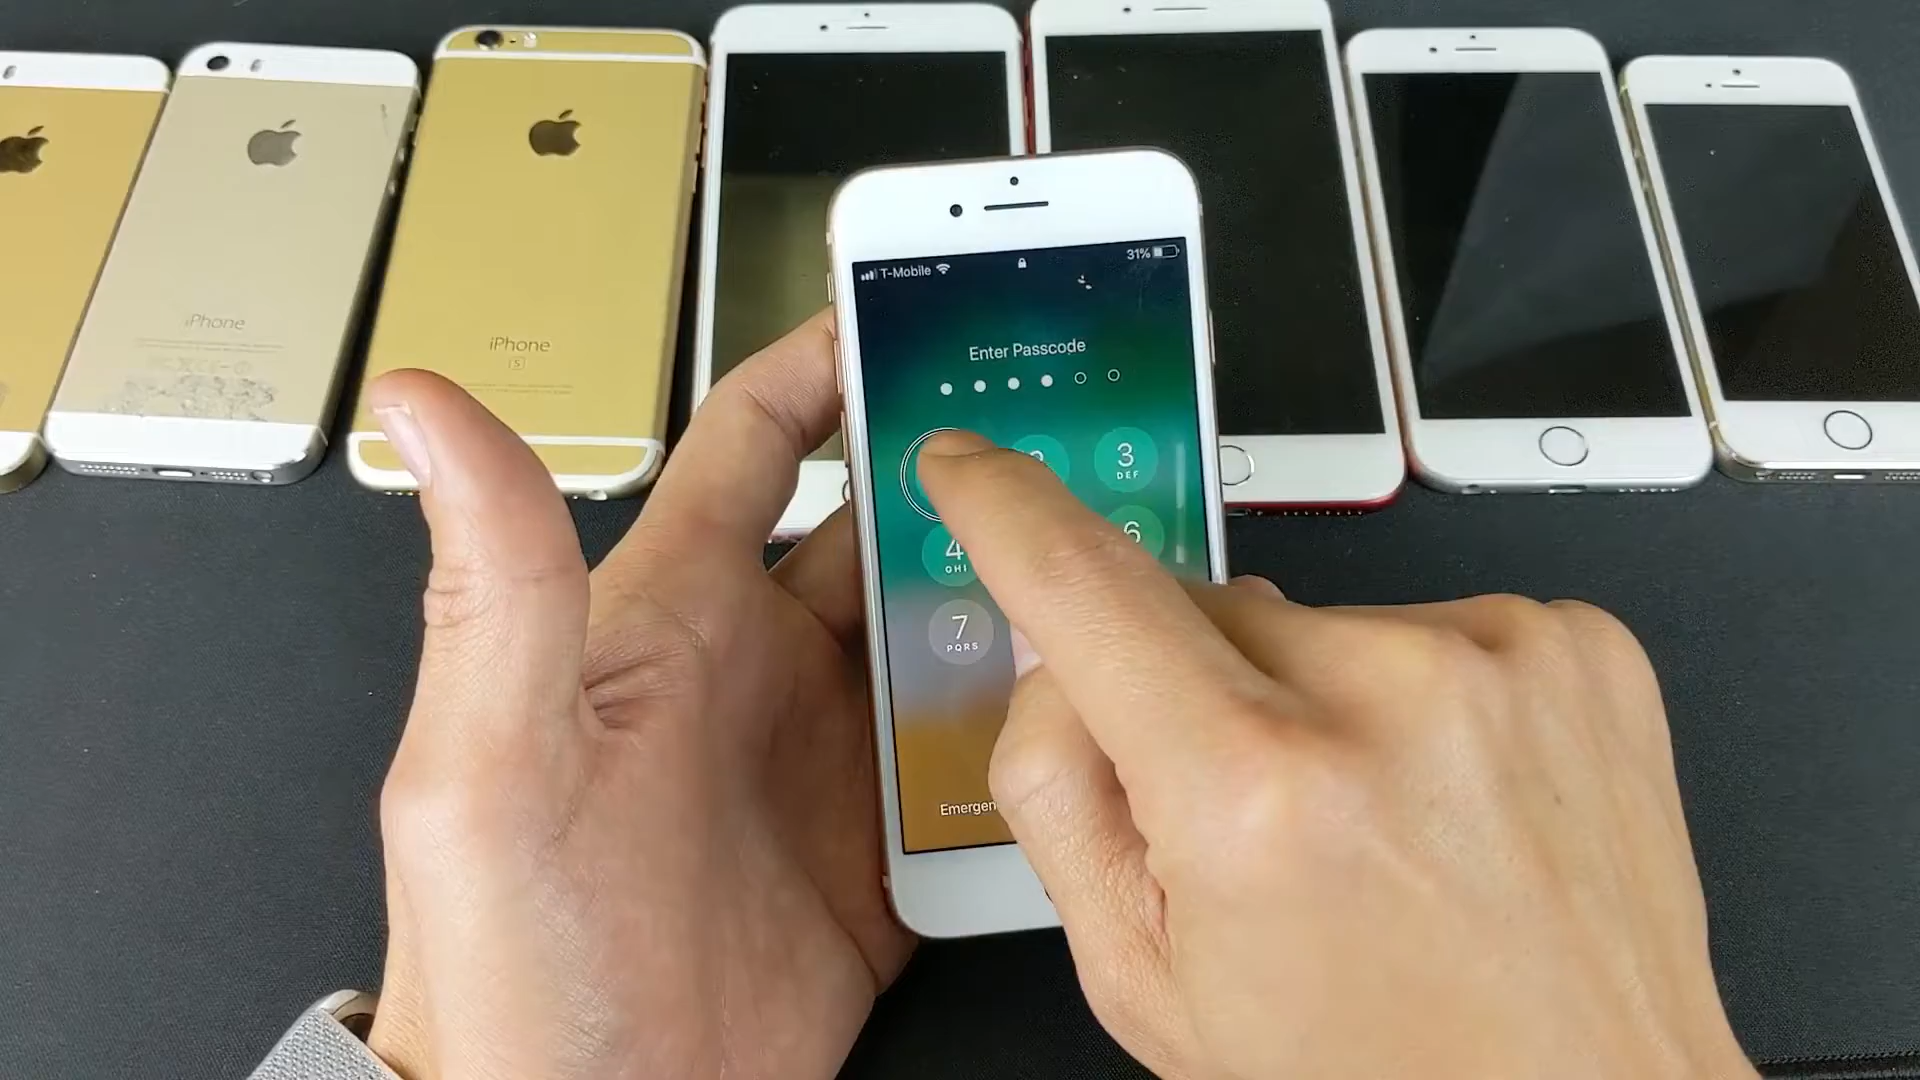 iPhone
iPhone
S
T-Mobile
31%
Enter Passcode
3
DEF
4
GHI
6
7
PQRS
Emergen